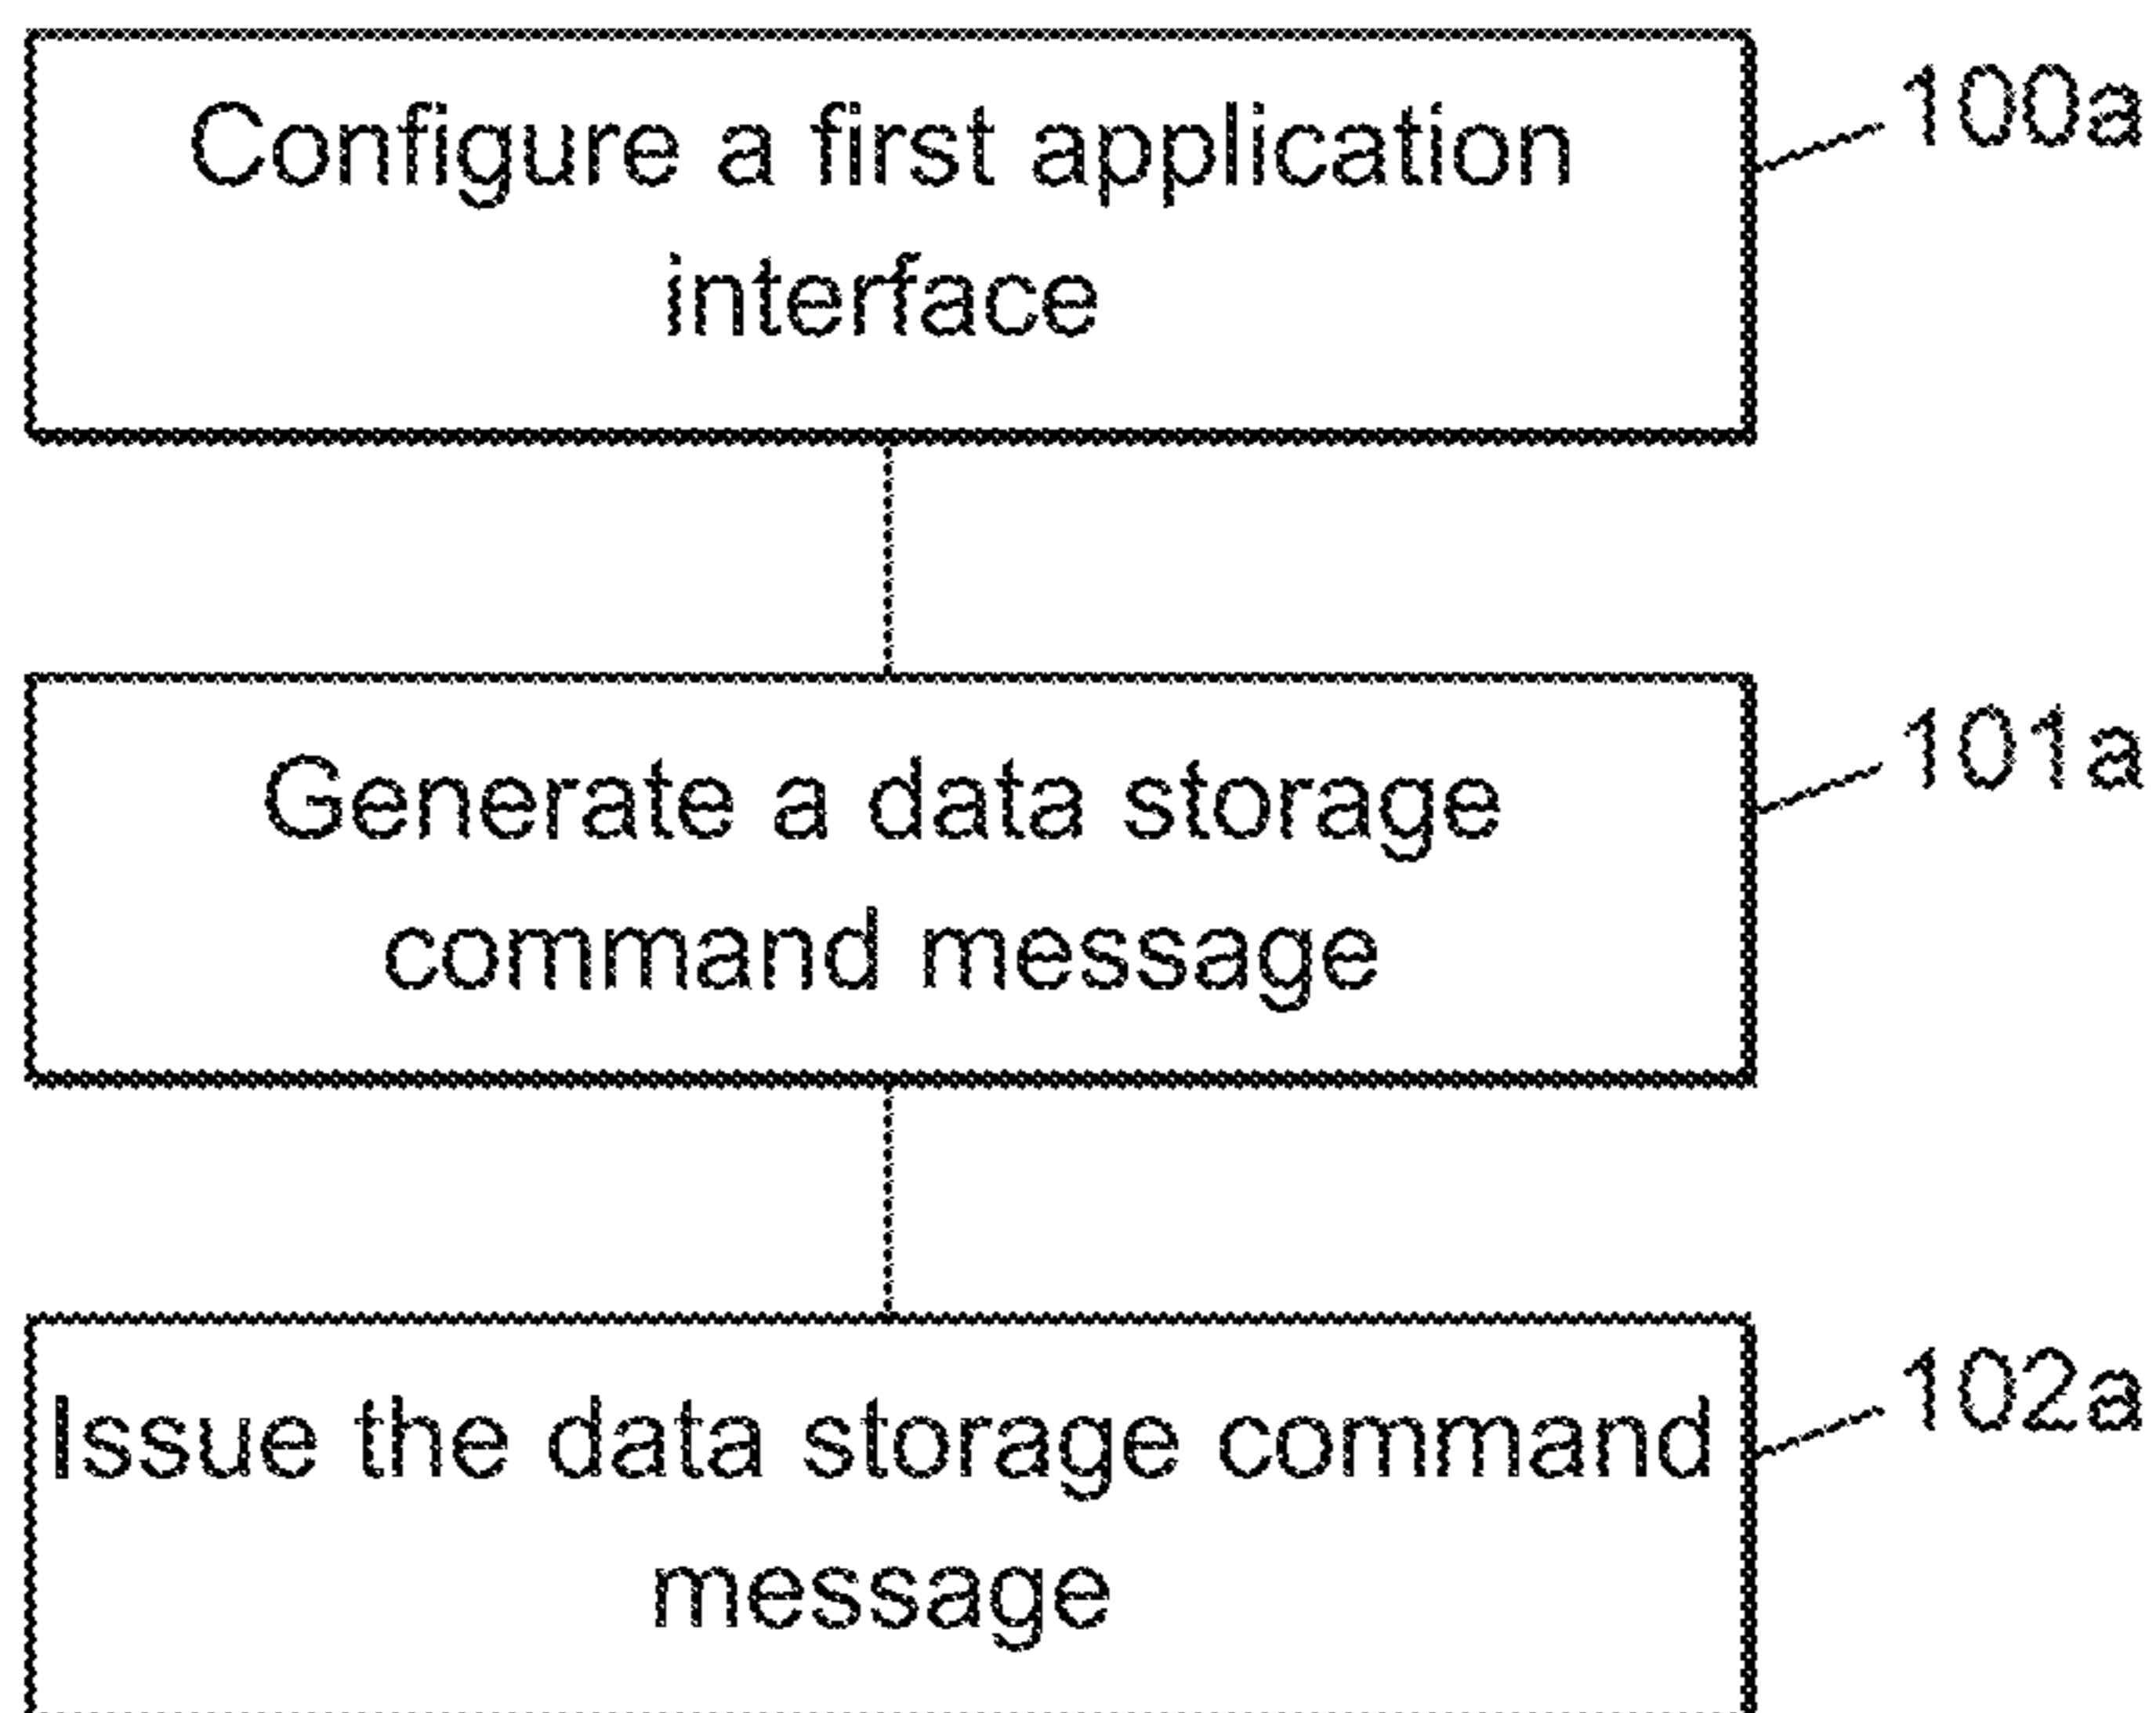 Configure a first application
interface
100a
Generate a data storage
command message
101a
Issue the data storage command
message
102a